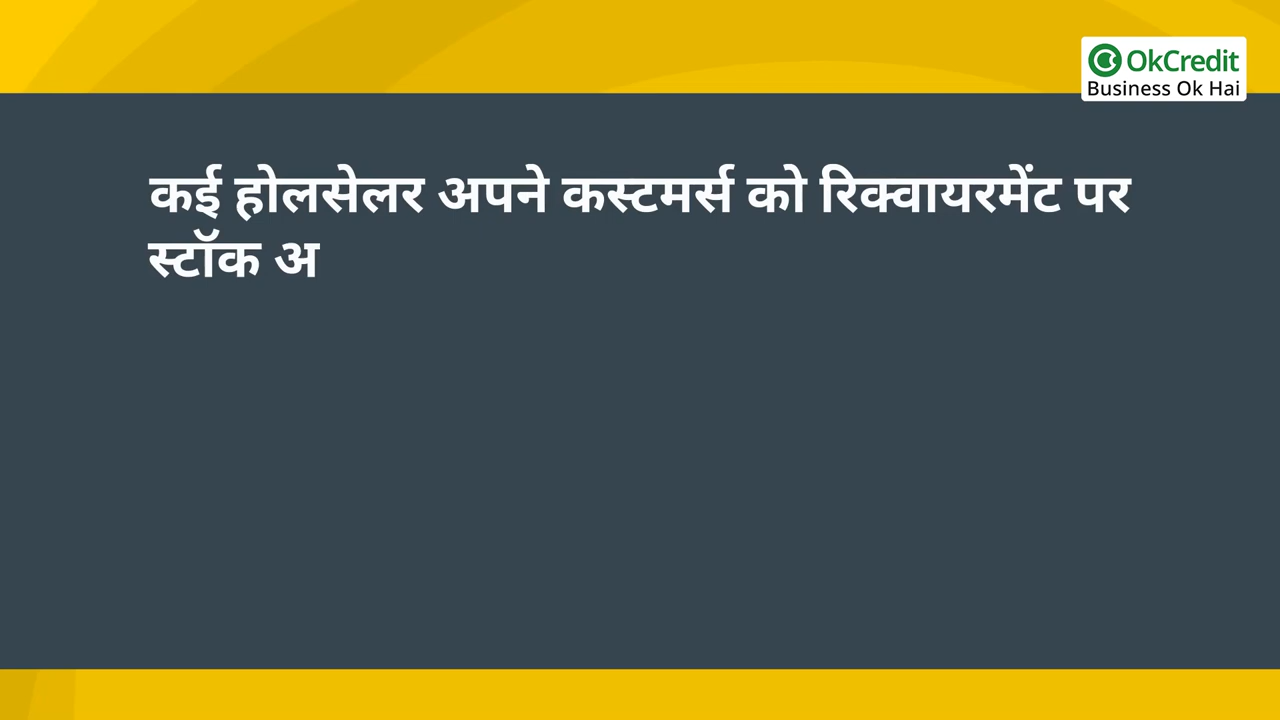 OkCredit
Business Ok Hai
कई होलसेलर अपने कस्टमर्स को रिक्वायरमेंट पर
स्टॉक अ